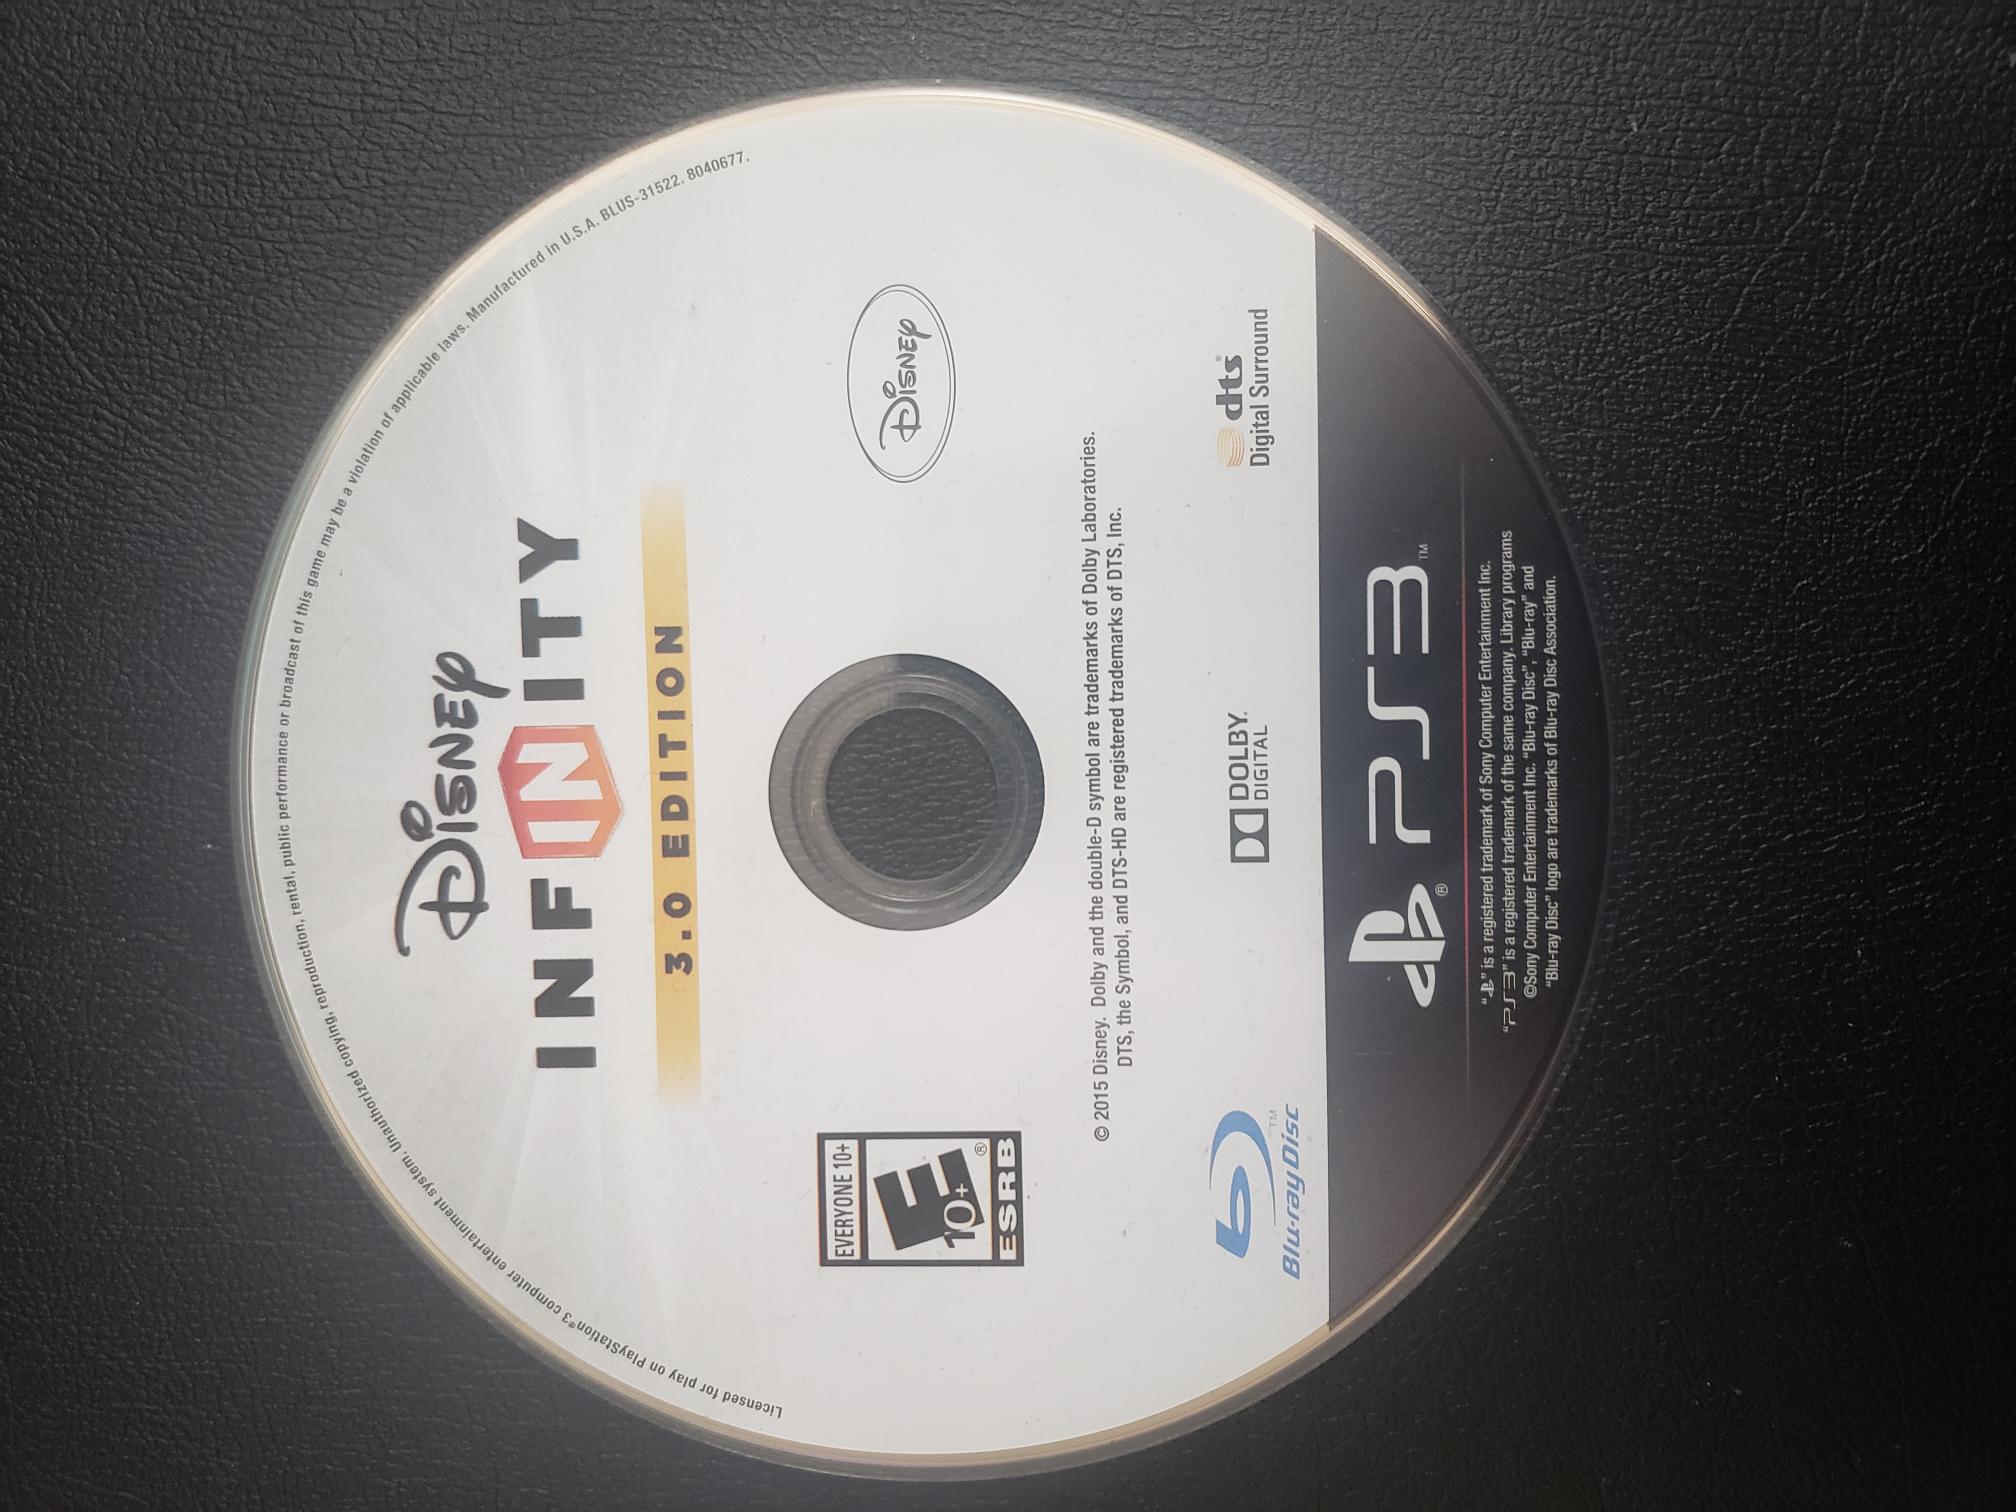 Licensed for play on PlayStation®3 computer entertainment system. Unauthorized copying, reproduction, rental, public performance or broadcast of this game may be a violation of applicable laws. Manufactured in U.S.A. BLUS-31522. 8040677.
Disney
INFINITY
3.0 EDITION
EVERYONE 10+
E
10+
®
ESRB
Disney
© 2015 Disney. Dolby and the double-D symbol are trademarks of Dolby Laboratories.
DTS, the Symbol, and DTS-HD are registered trademarks of DTS, Inc.
Blu-ray Disc™
DOLBY.
DIGITAL
dts®
Digital Surround
® PS3™
" " is a registered trademark of Sony Computer Entertainment Inc.
"PS3" is a registered trademark of the same company. Library programs
©Sony Computer Entertainment Inc. "Blu-ray Disc", "Blu-ray" and
"Blu-ray Disc" logo are trademarks of Blu-ray Disc Association.